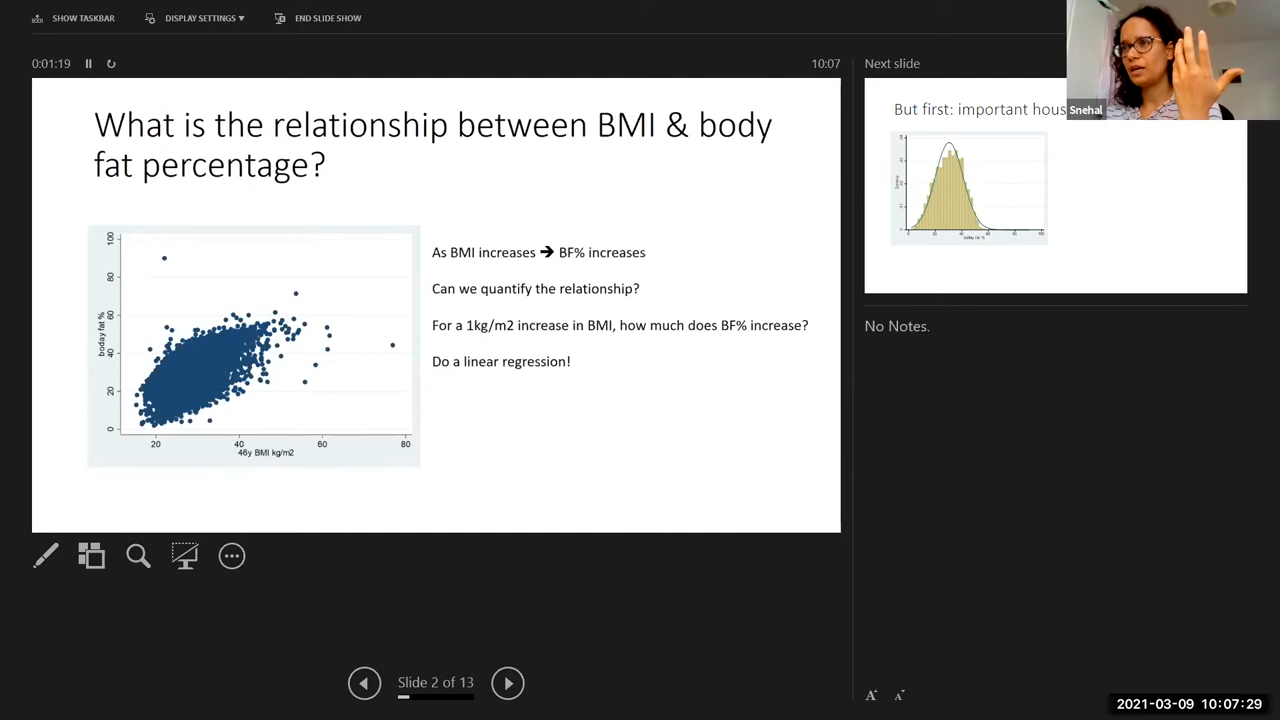 SHOW TASKBAR
DISPLAY SETTINGS ▼
END SLIDE SHOW
0:01:19
10:07
Next slide
What is the relationship between BMI & body
fat percentage?
100
80
60
40
20
0
boday fat %
20
40
60
80
46y BMI kg/m2
As BMI increases ➔ BF% increases
Can we quantify the relationship?
For a 1kg/m2 increase in BMI, how much does BF% increase?
Do a linear regression!
But first: important hous
Snehal
No Notes.
Slide 2 of 13
A
A
2021-03-09 10:07:29